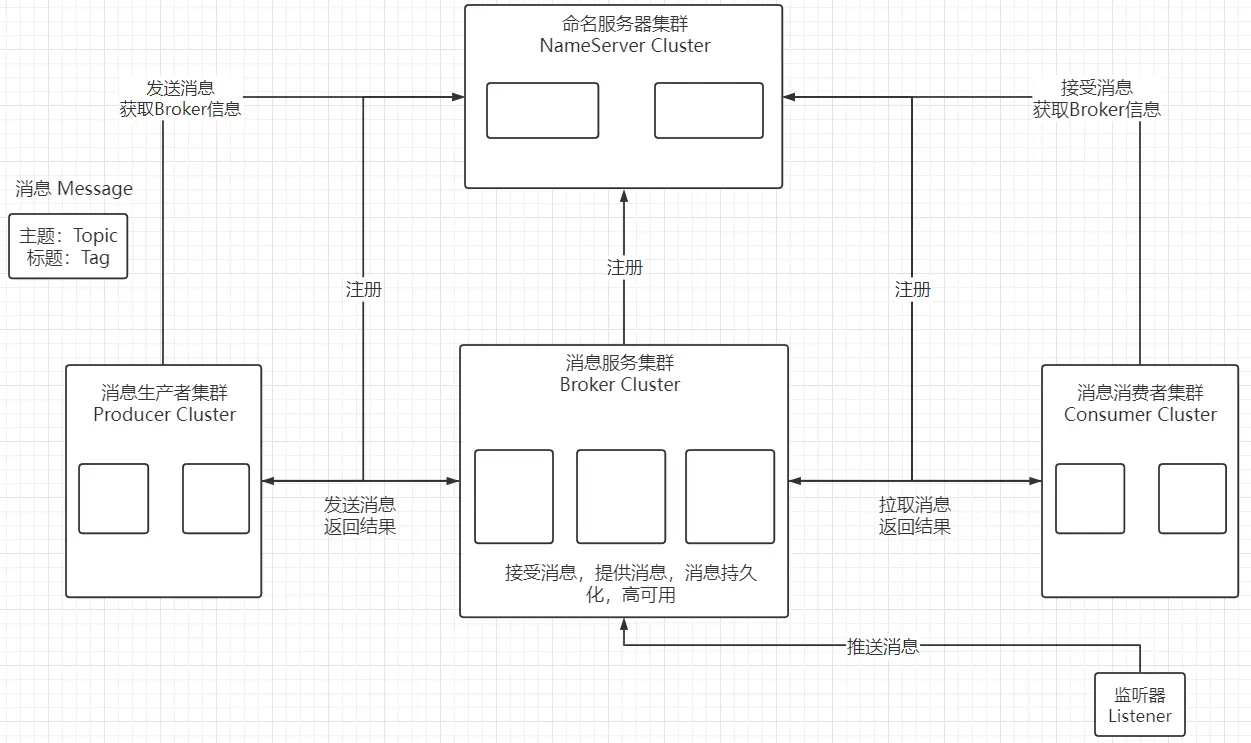 命名服务器集群
NameServer Cluster
发送消息
获取Broker信息
接受消息
获取Broker信息
消息 Message
主题：Topic
标题：Tag
注册
注册
注册
消息生产者集群
Producer Cluster
消息服务集群
Broker Cluster
消息消费者集群
Consumer Cluster
发送消息
返回结果
拉取消息
返回结果
接受消息，提供消息，消息持久
化，高可用
推送消息
监听器
Listener